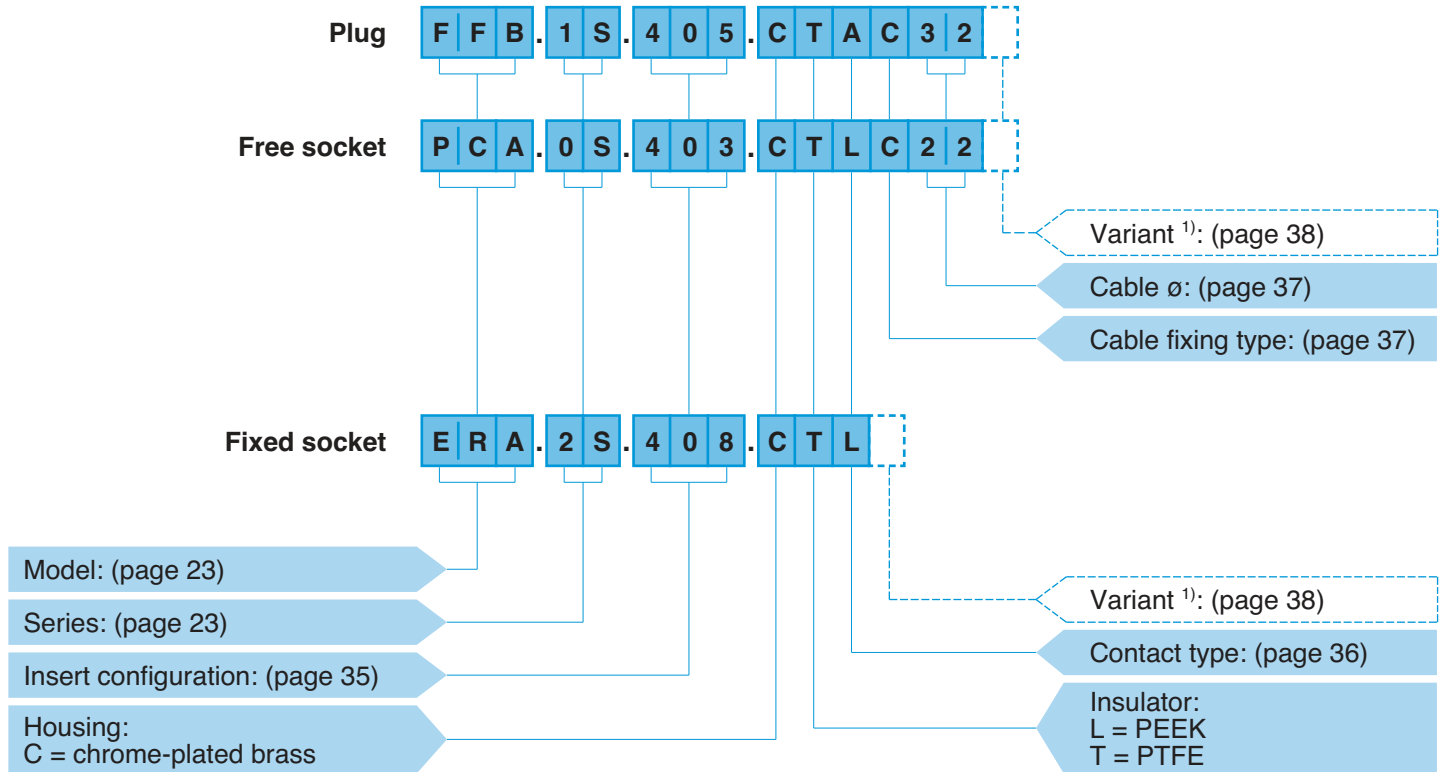 Plug FFB.1S.405.CTAC32
Free socket PCA.0S.403.CTLC22
Variant 1): (page 38)
Cable ø: (page 37)
Cable fixing type: (page 37)
Fixed socket ERA.2S.408.CTL
Model: (page 23)
Series: (page 23)
Insert configuration: (page 35)
Housing:
C = chrome-plated brass
Variant 1): (page 38)
Contact type: (page 36)
Insulator:
L = PEEK
T = PTFE